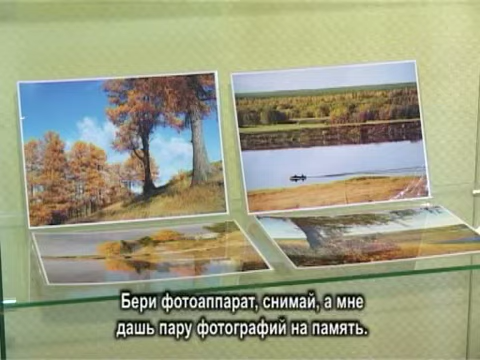 Бери фотоаппарат, снимай, а мне
дашь пару фотографий на память.